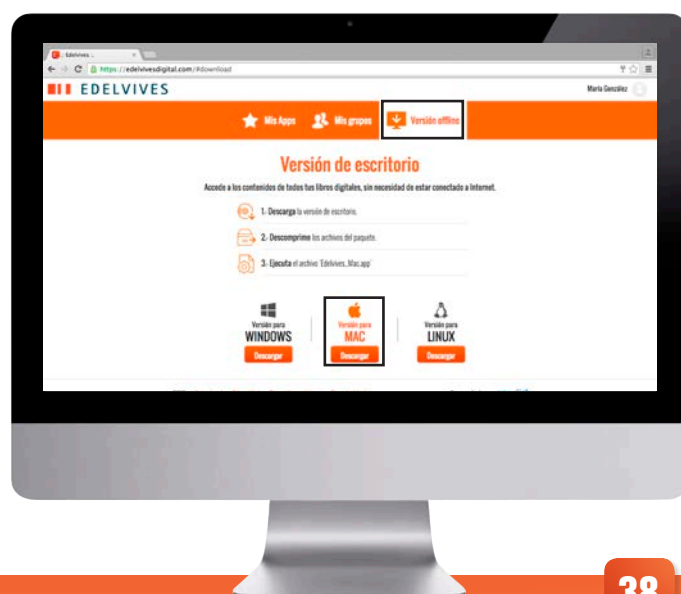 Edelvives
https://edelvivesdigital.com/#download
EDELVIVES
María González
Mis Apps
Mis grupos
Versión offline
Versión de escritorio
Accede a los contenidos de todos tus libros digitales, sin necesidad de estar conectado a Internet.
1.- Descarga la versión de escritorio.
2.- Descomprime los archivos del paquete.
3.- Ejecuta el archivo 'Edelvives_Mac.app'
Versión para
WINDOWS
Descargar
Versión para
MAC
Descargar
Versión para
LINUX
Descargar
38